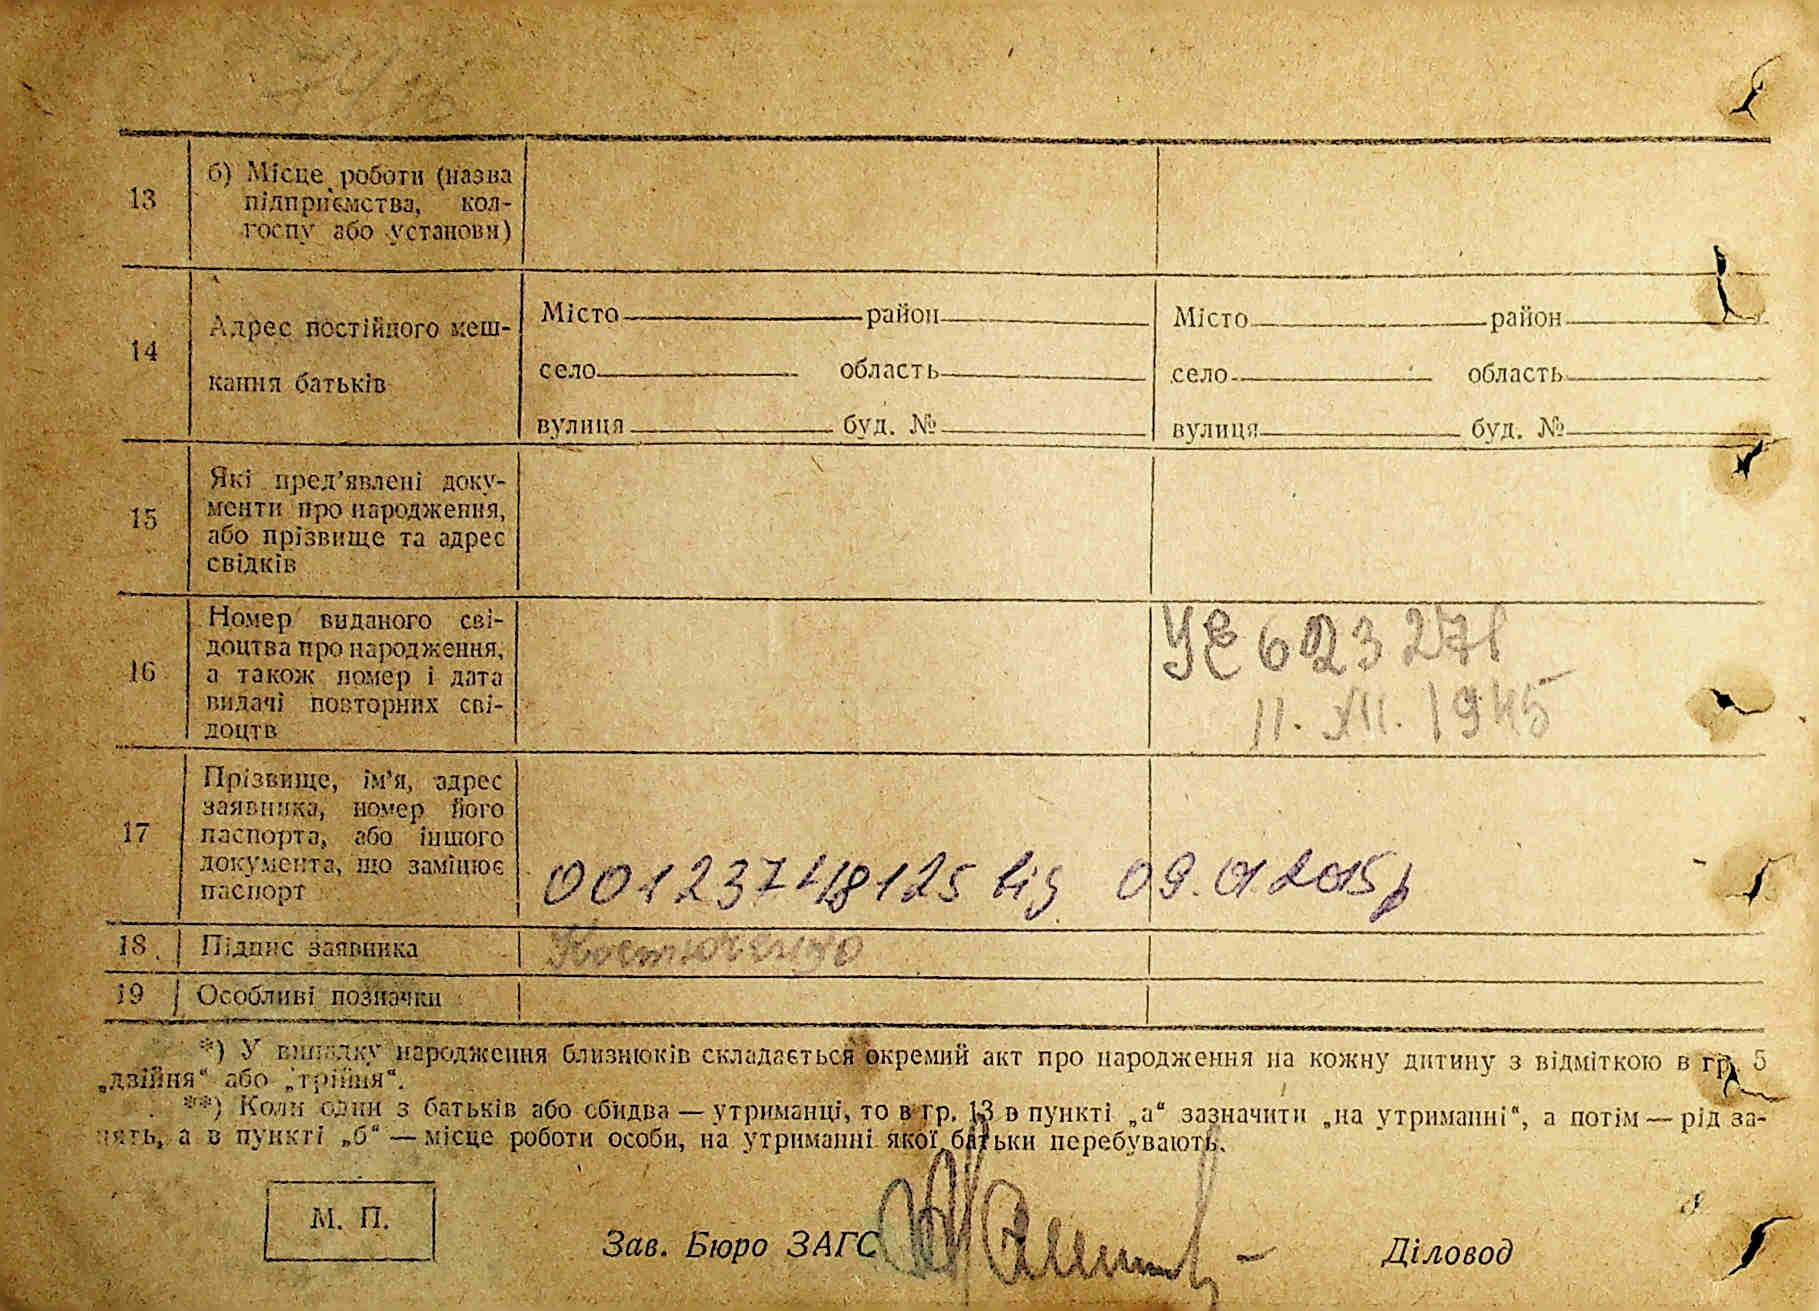 74/16
13
б) Місце роботи (назва
підприємства, кол-
госпу або установи)
14
Адрес постійного меш-
кання батьків
Місто район
село область
вулиця буд. №
Місто район
село область
вулиця буд. №
15
Які пред’явлені доку-
менти про народження,
або прізвище та адрес
свідків
16
Номер виданого сві-
доцтва про народження,
а також номер і дата
видачі повторних сві-
доцтв
УЕ 623271
11. XII. 1945
17
Прізвище, ім’я, адрес
заявника, номер його
паспорта, або іншого
документа, що замінює
паспорт
00123748125 від 09.01 2015р
18. Підпис заявника
19 Особливі позначки
*) У випадку народження близнюків складається окремий акт про народження на кожну дитину з відміткою в гр. 5
„двійня“ або „трійня“.
**) Коли один з батьків або обидва — утриманці, то в гр. 13 в пункті „а“ зазначити „на утриманні“, а потім — рід за-
нять, а в пункті „б“ — місце роботи особи, на утриманні якої батьки перебувають.
М. П.
Зав. Бюро ЗАГС
Діловод